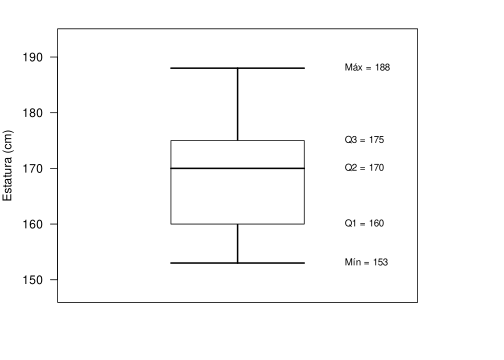 190
180
170
160
150
Estatura (cm)
Máx = 188
Q3 = 175
Q2 = 170
Q1 = 160
Mín = 153